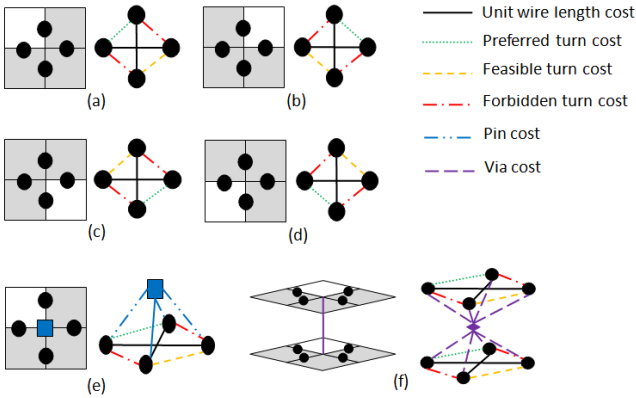 Unit wire length cost
Preferred turn cost
Feasible turn cost
Forbidden turn cost
Pin cost
Via cost
(a)
(b)
(c)
(d)
(e)
(f)